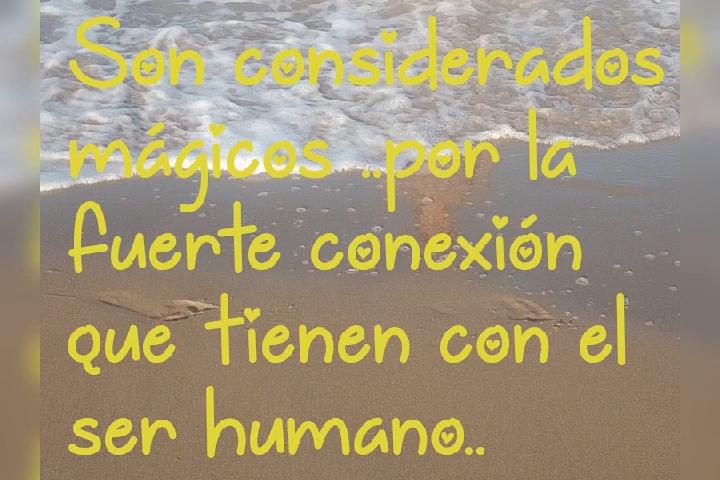 Son considerados
mágicos ..por la
fuerte conexión
que tienen con el
ser humano..